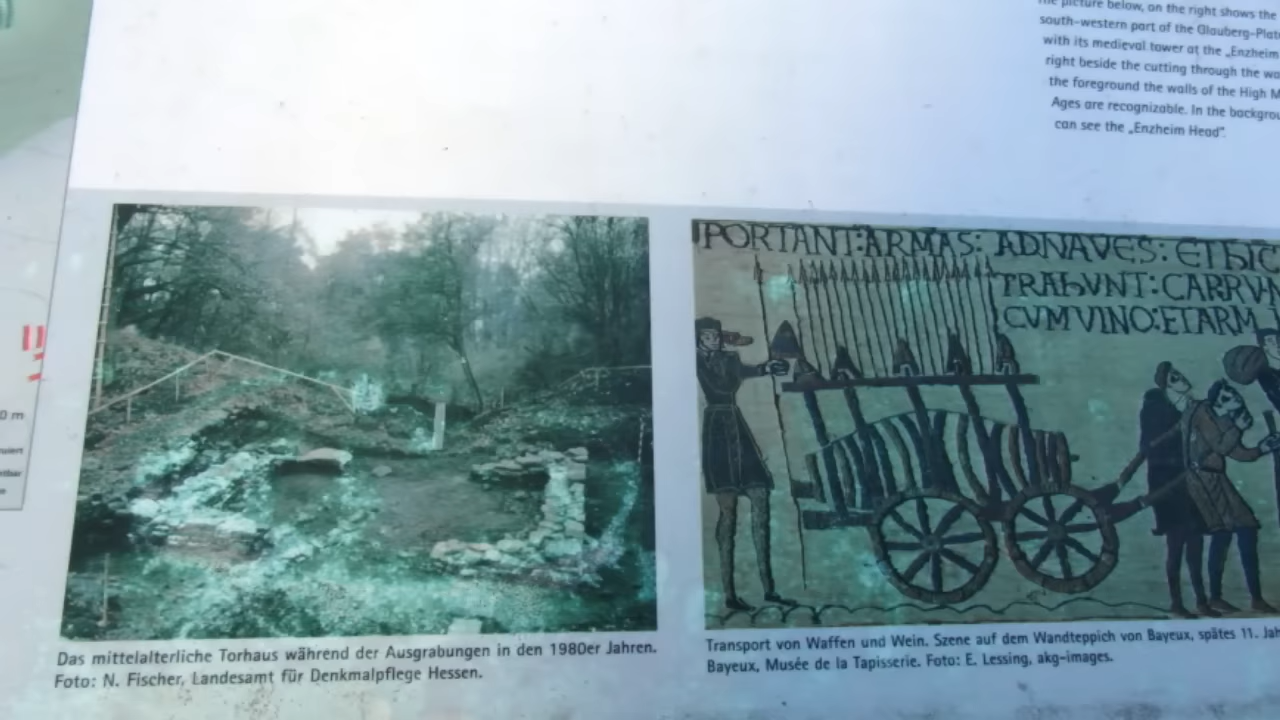 The picture below, on the right shows the
south-western part of the Glauberg-Plat
with its medieval tower at the „Enzheim
right beside the cutting through the wa
the foreground the walls of the High M
Ages are recognizable. In the backgrou
can see the „Enzheim Head”.
PORTANT:ARMAS: ADNAVES: ETHIC
TRAhVNT:CARRVM
CVMVINO:ETARM
0 m
Das mittelalterliche Torhaus während der Ausgrabungen in den 1980er Jahren.
Foto: N. Fischer, Landesamt für Denkmalpflege Hessen.
Transport von Waffen und Wein. Szene auf dem Wandteppich von Bayeux, spätes 11. Jah
Bayeux, Musée de la Tapisserie. Foto: E. Lessing, akg-images.